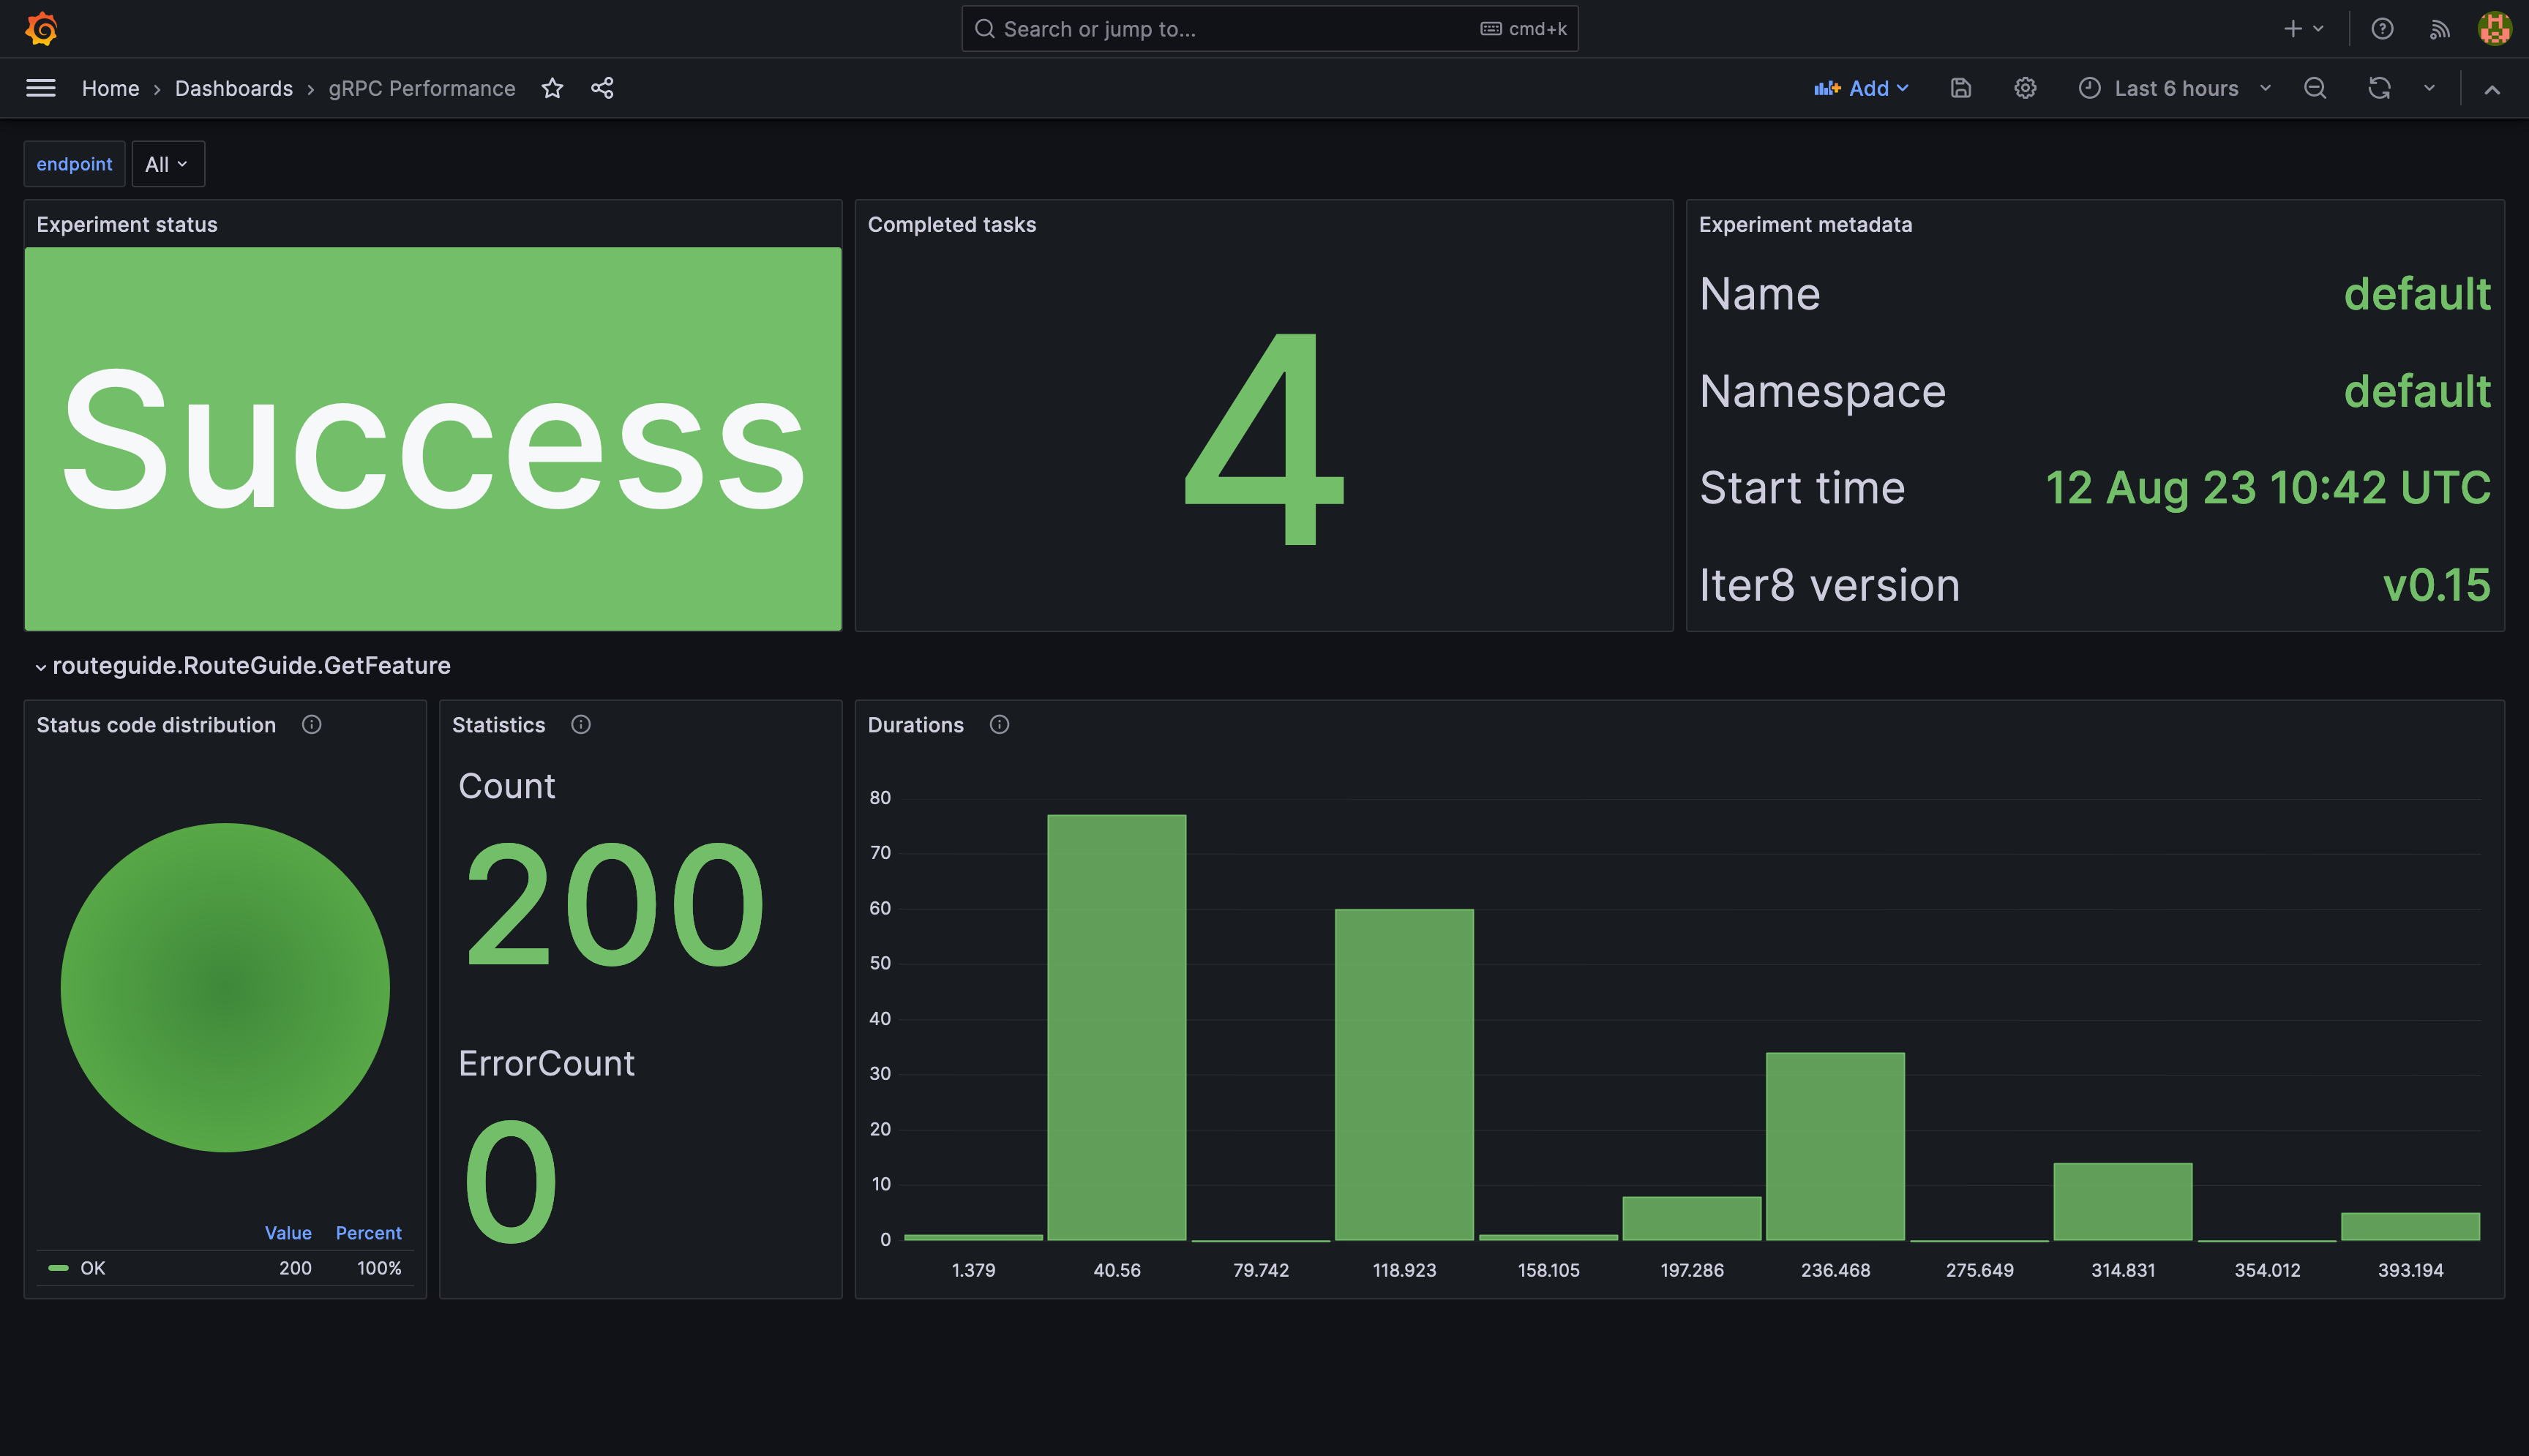 Search or jump to... cmd+k
Home › Dashboards › gRPC Performance Add Last 6 hours
endpoint All
Experiment status
Success
Completed tasks
4
Experiment metadata
Name default
Namespace default
Start time 12 Aug 23 10:42 UTC
Iter8 version v0.15
routeguide.RouteGuide.GetFeature
Status code distribution
Value Percent
OK 200 100%
Statistics
Count
200
ErrorCount
0
Durations
80
70
60
50
40
30
20
10
0
1.379 40.56 79.742 118.923 158.105 197.286 236.468 275.649 314.831 354.012 393.194